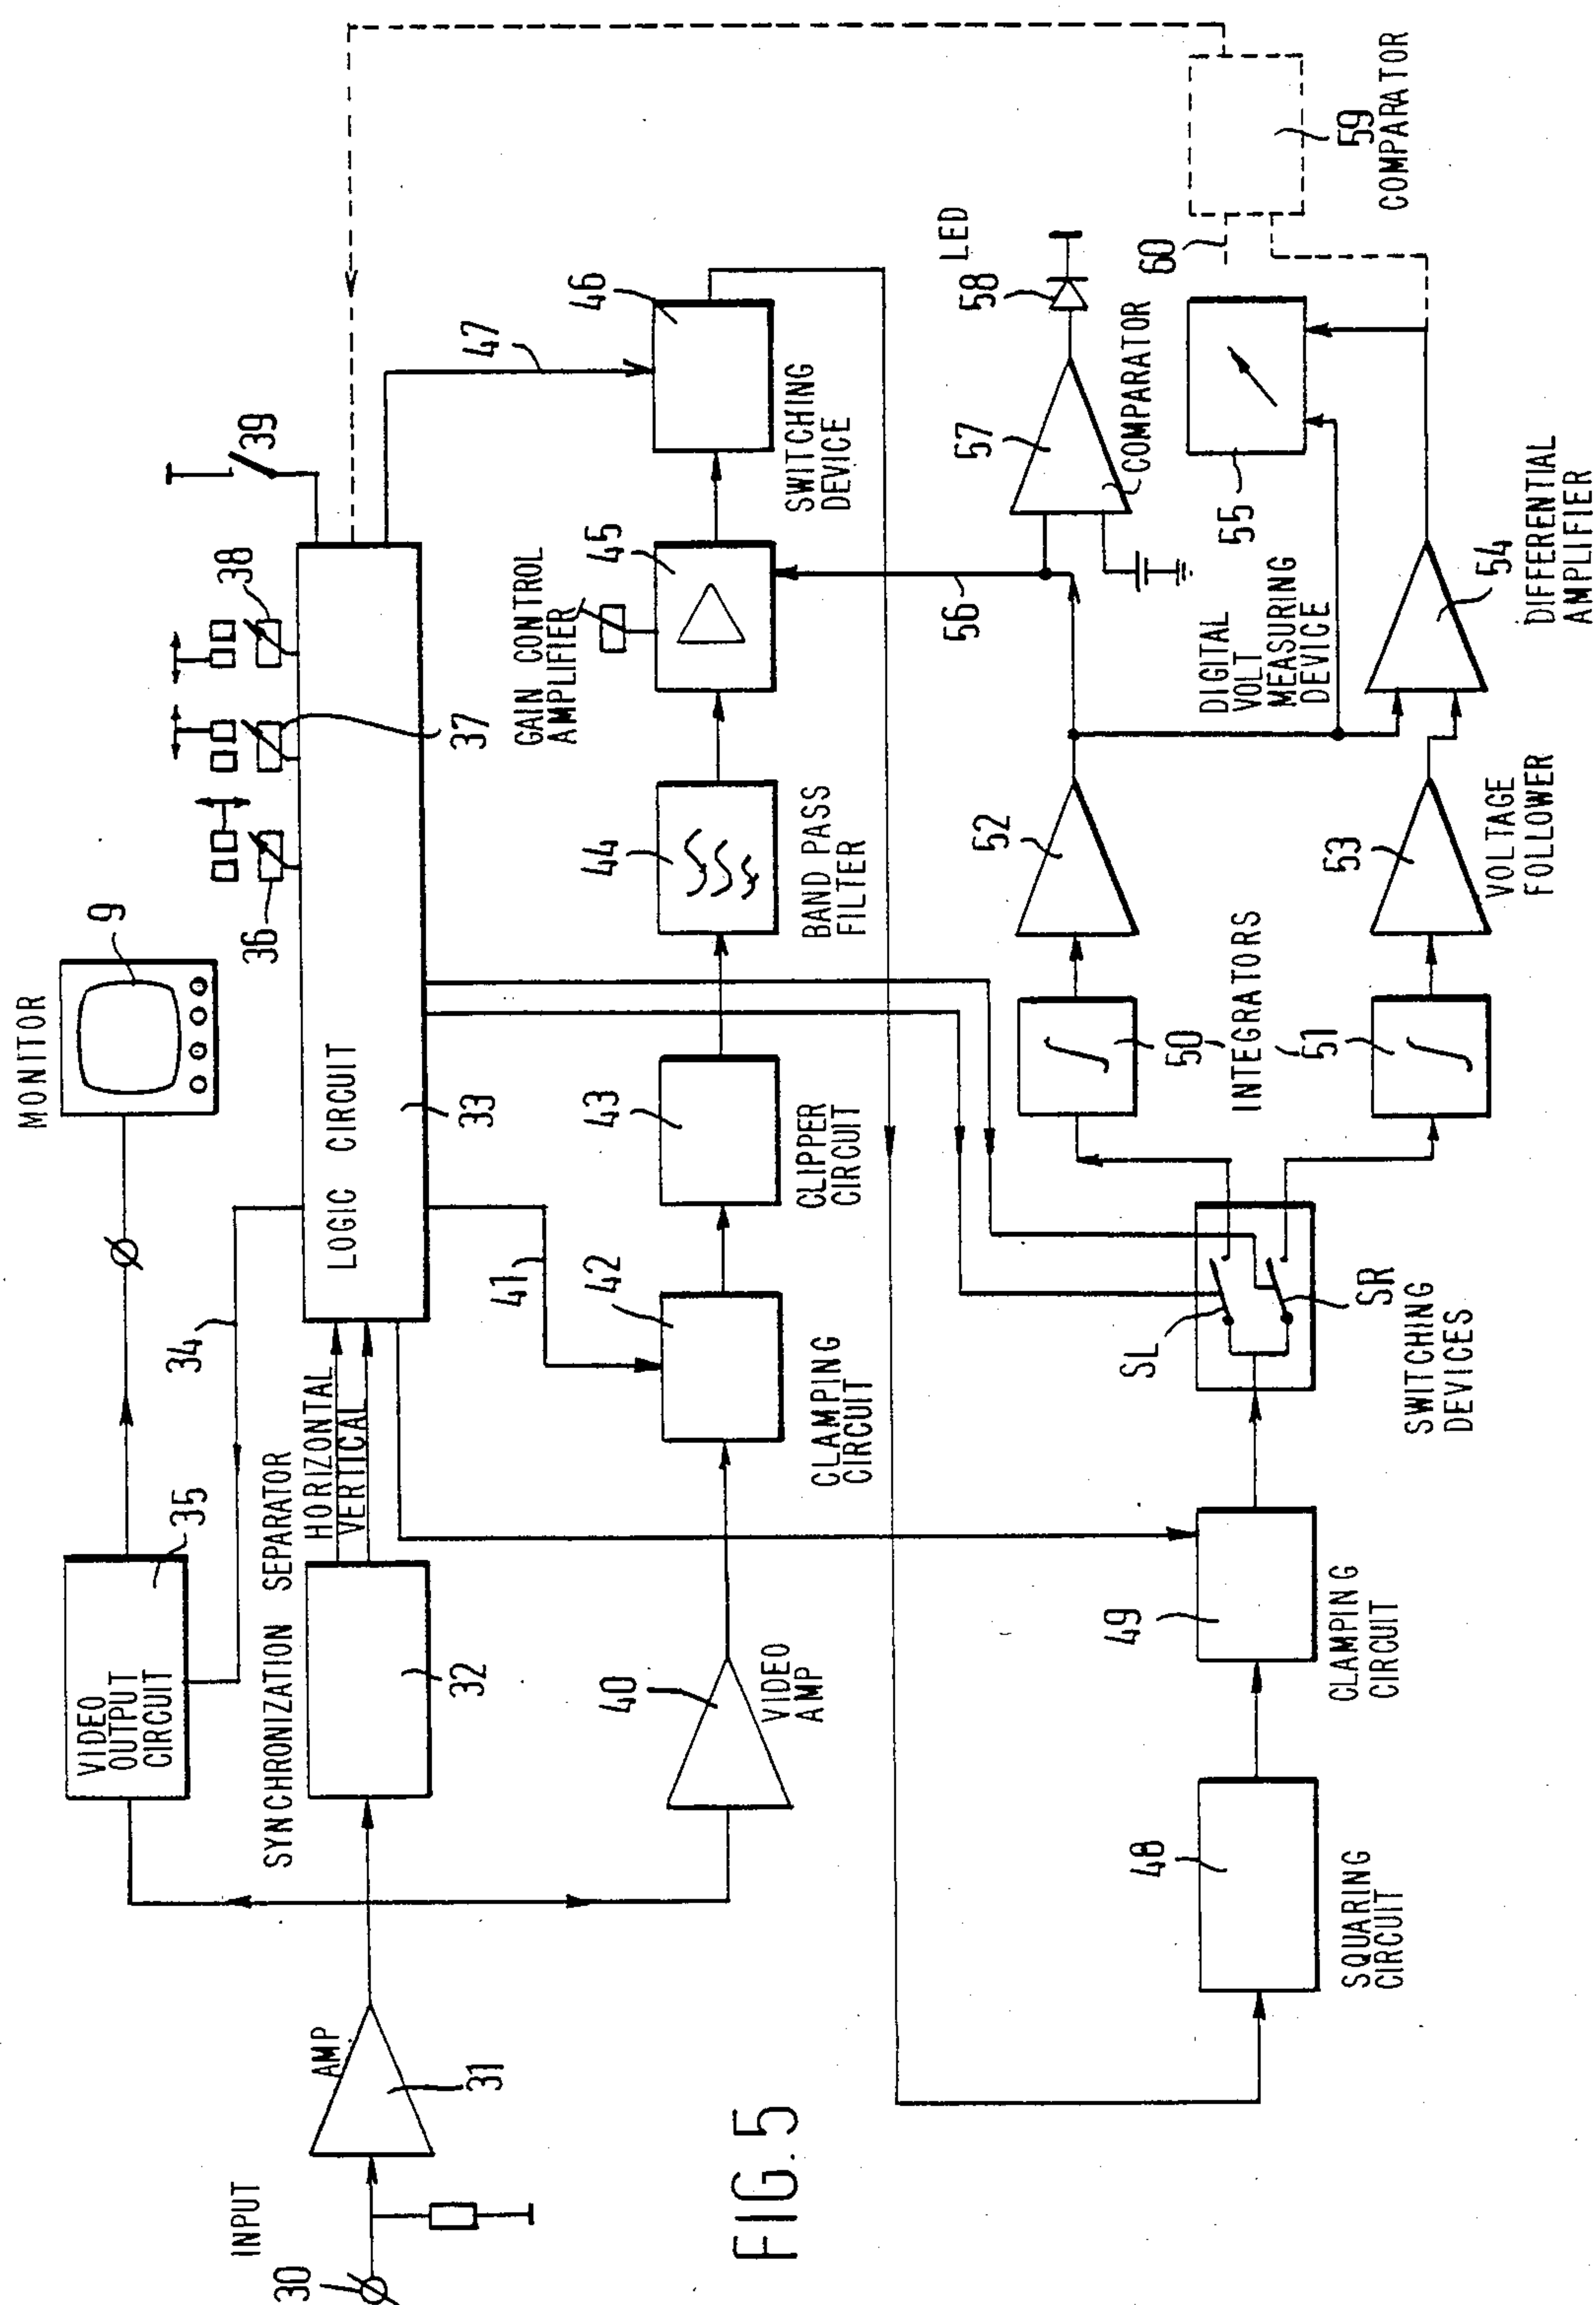 INPUT
30
AMP
31
MONITOR
9
VIDEO
OUTPUT
CIRCUIT
35
34
SYNCHRONIZATION SEPARATOR
32
HORIZONTAL
VERTICAL
LOGIC CIRCUIT
33
36
37
38
39
40
VIDEO
AMP
41
42
CLAMPING
CIRCUIT
43
CLIPPER
CIRCUIT
44
BAND PASS
FILTER
GAIN CONTROL
AMPLIFIER
45
46
SWITCHING
DEVICE
47
48
SQUARING
CIRCUIT
49
CLAMPING
CIRCUIT
SL
SR
SWITCHING
DEVICES
50
INTEGRATORS
51
52
53
VOLTAGE
FOLLOWER
54
DIFFERENTIAL
AMPLIFIER
DIGITAL
VOLT
MEASURING
DEVICE
55
56
57
COMPARATOR
58
LED
59
COMPARATOR
60
FIG. 5